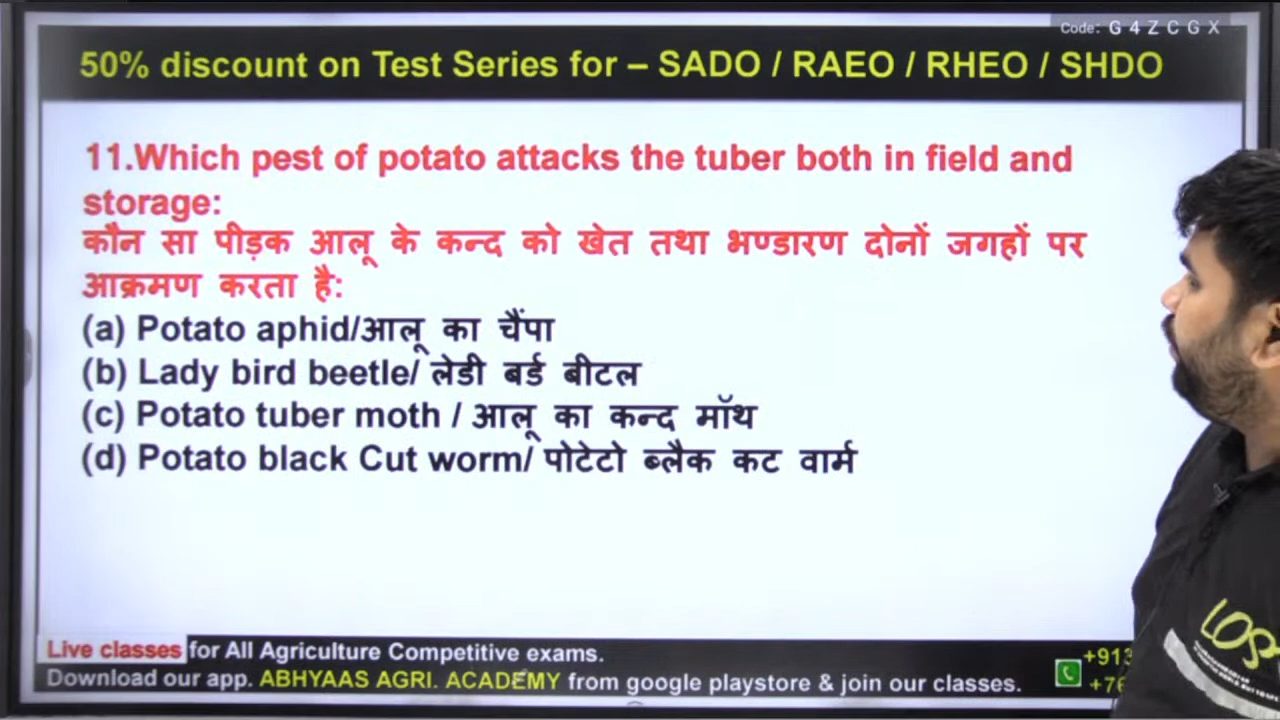 Code: G 4 Z C G X
50% discount on Test Series for – SADO / RAEO / RHEO / SHDO
11.Which pest of potato attacks the tuber both in field and
storage:
कौन सा पीड़क आलू के कन्द को खेत तथा भण्डारण दोनों जगहों पर
आक्रमण करता है:
(a) Potato aphid/आलू का चैंपा
(b) Lady bird beetle/ लेडी बर्ड बीटल
(c) Potato tuber moth / आलू का कन्द मॉथ
(d) Potato black Cut worm/ पोटेटो ब्लैक कट वार्म
Live classes for All Agriculture Competitive exams.
Download our app. ABHYAAS AGRI. ACADEMY from google playstore & join our classes.
+913
+76